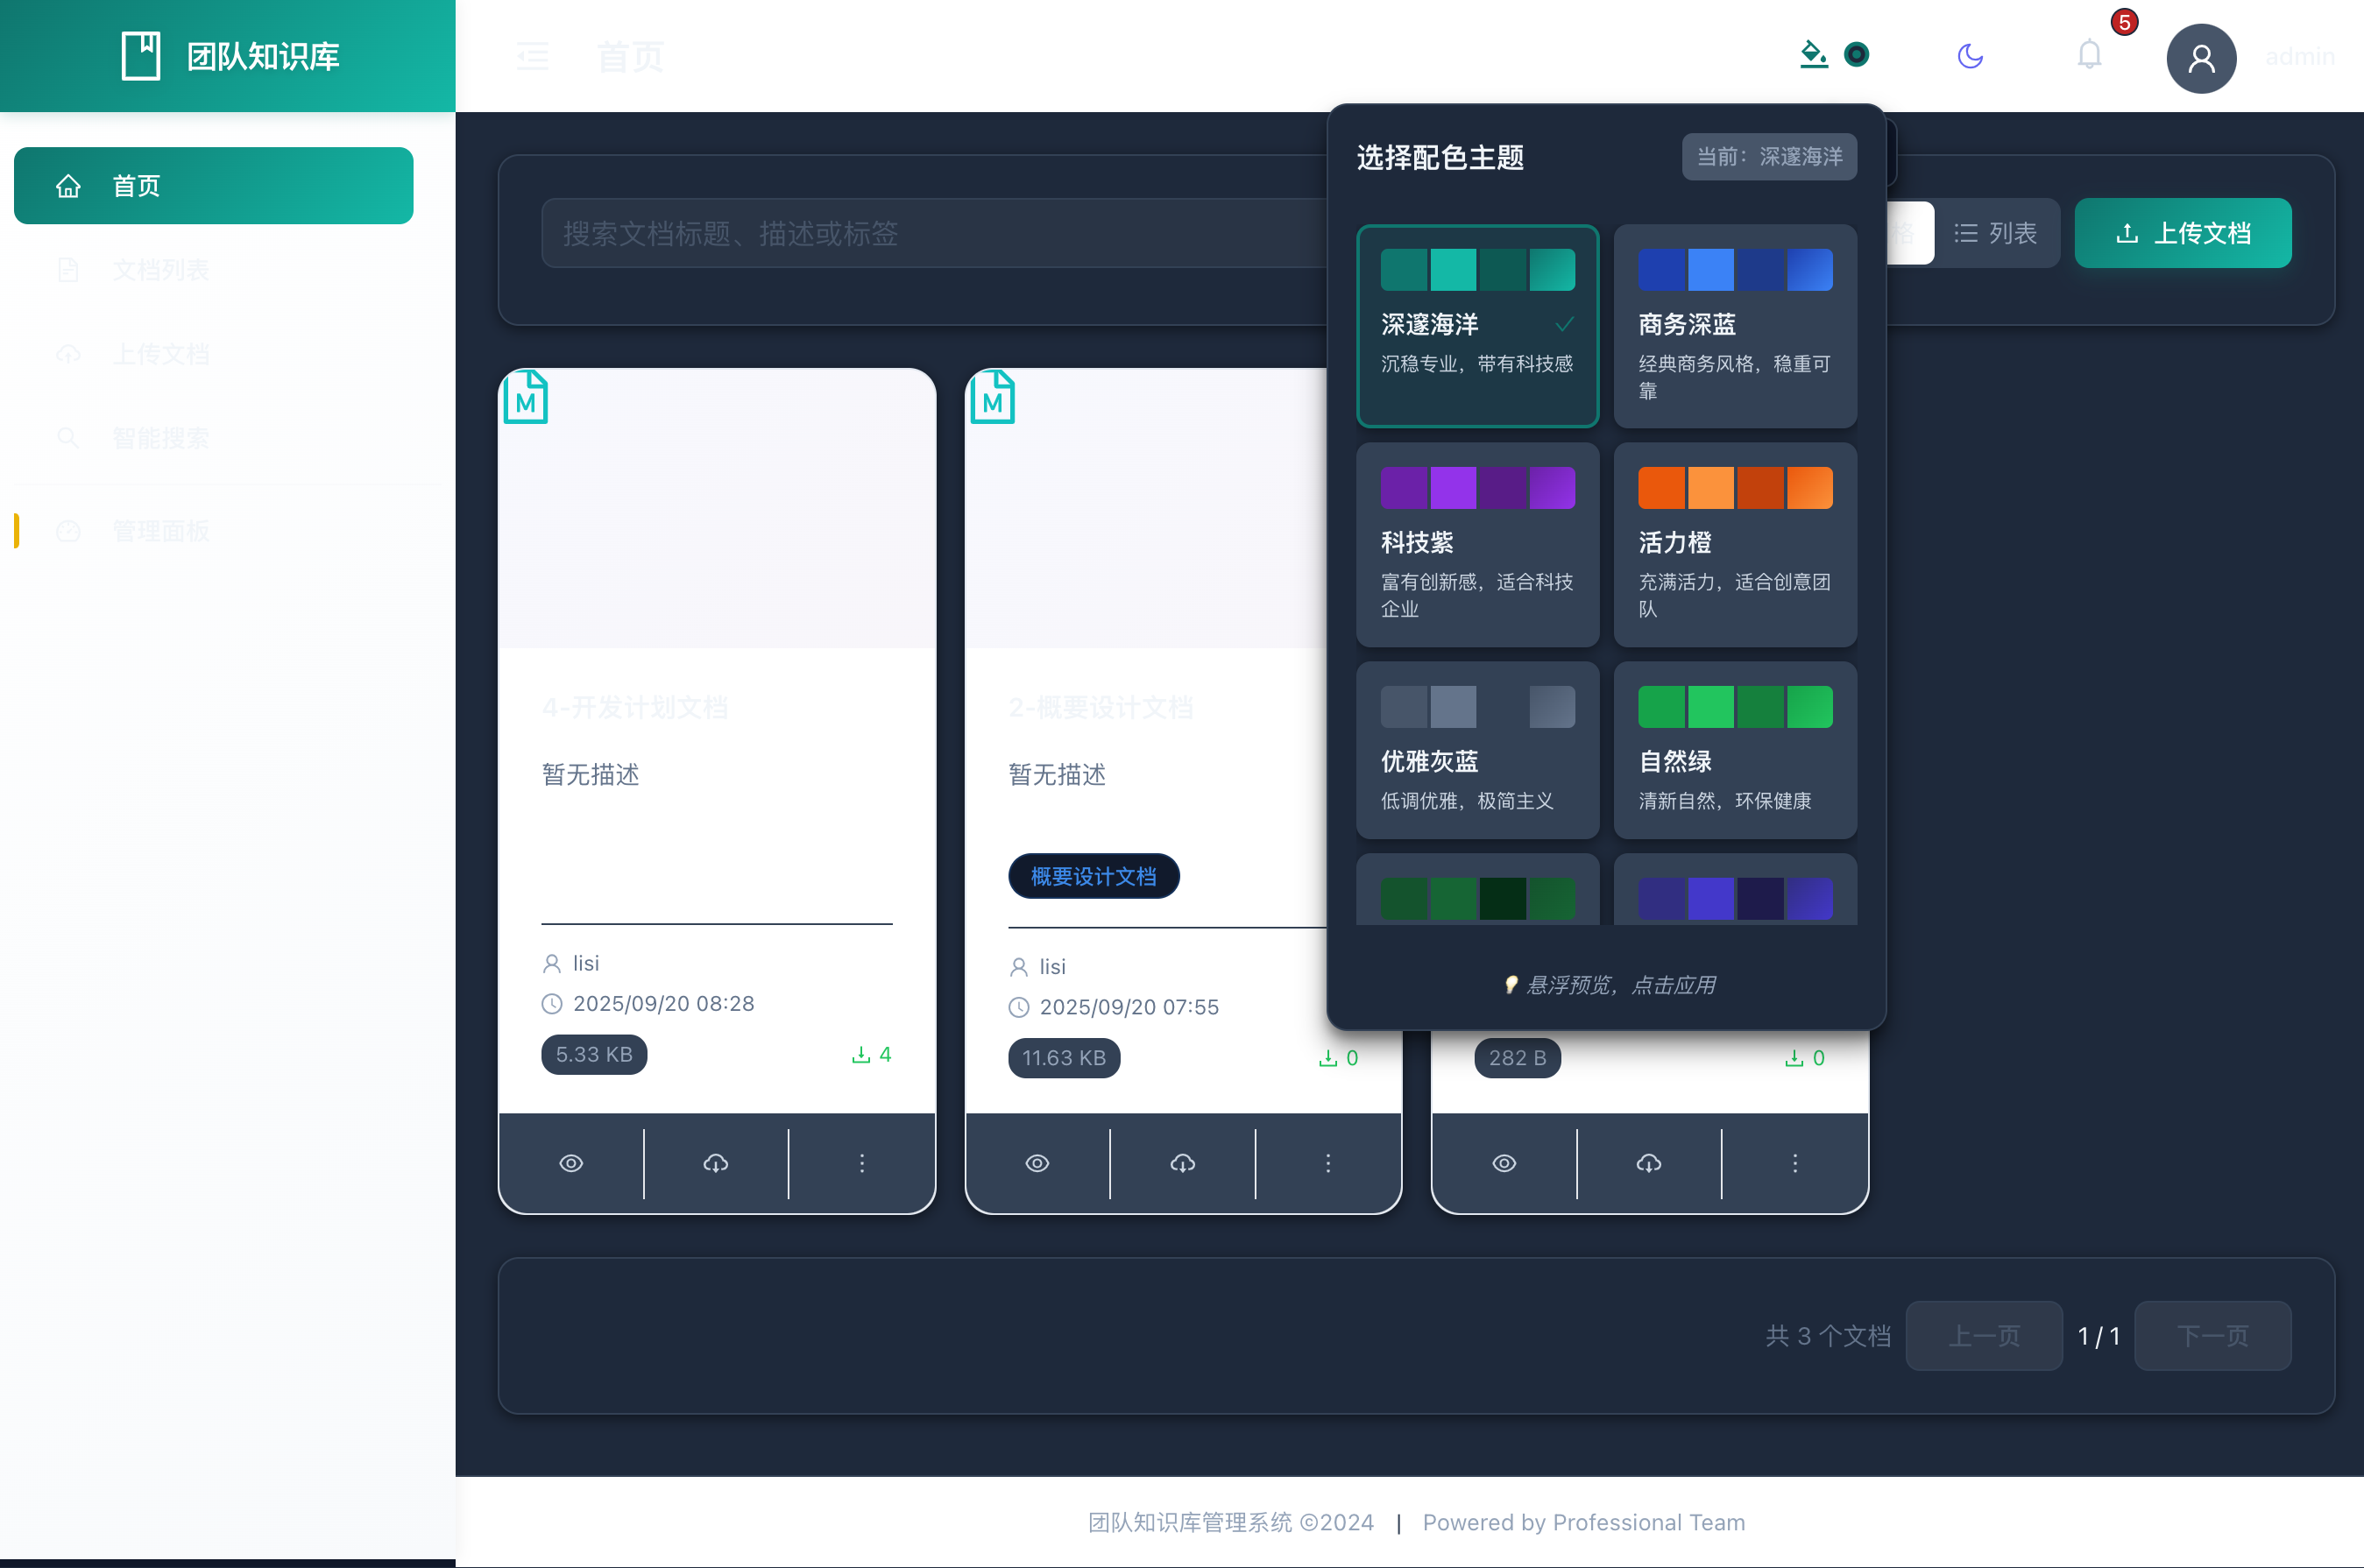 团队知识库
首页
5
admin
首页
文档列表
上传文档
智能搜索
管理面板
搜索文档标题、描述或标签
格
列表
上传文档
选择配色主题
当前：深邃海洋
深邃海洋
沉稳专业，带有科技感
商务深蓝
经典商务风格，稳重可
靠
科技紫
富有创新感，适合科技
企业
活力橙
充满活力，适合创意团
队
优雅灰蓝
低调优雅，极简主义
自然绿
清新自然，环保健康
💡 悬浮预览，点击应用
M
4-开发计划文档
暂无描述
lisi
2025/09/20 08:28
5.33 KB
4
M
2-概要设计文档
暂无描述
概要设计文档
lisi
2025/09/20 07:55
11.63 KB
0
282 B
0
共 3 个文档
上一页
1 / 1
下一页
团队知识库管理系统 ©2024 | Powered by Professional Team